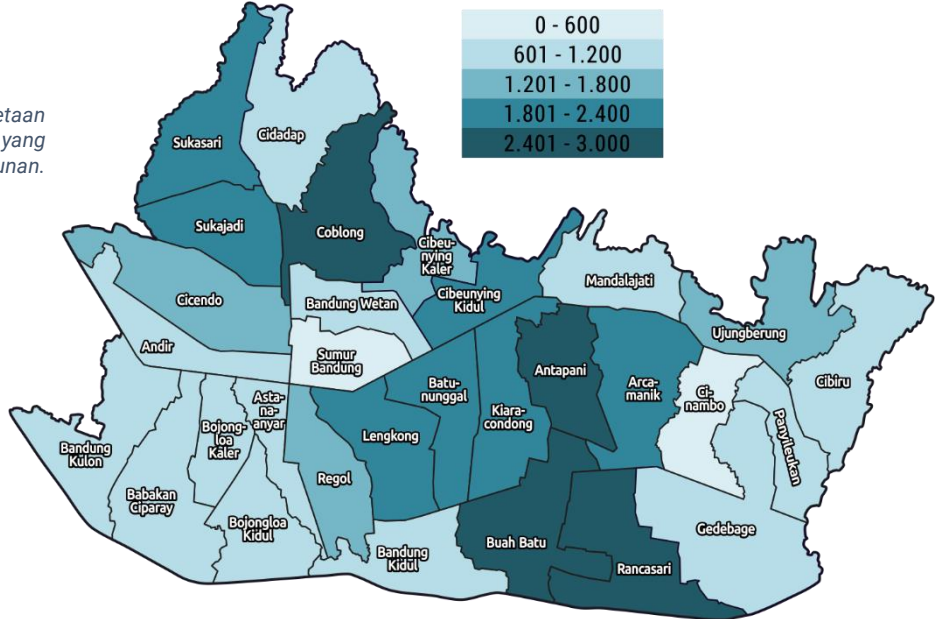 0 - 600
601 - 1.200
1.201 - 1.800
1.801 - 2.400
2.401 - 3.000
etaan
yang
unan.
Sukasari
Cidadap
Sukajadi
Coblong
Cibeu-
nying
Kaler
Cicendo
Bandung Wetan
Cibeunying
Kidul
Mandalajati
Ujungberung
Andir
Sumur
Bandung
Antapani
Arca-
manik
Ci-
nambo
Cibiru
Batu-
nunggal
Kiara-
condong
Asta-
na-
anyar
Bojong-
loa
Kaler
Lengkong
Panyileukan
Bandung
Kulon
Regol
Babakan
Ciparay
Bojongloa
Kidul
Bandung
Kidul
Buah Batu
Gedebage
Rancasari